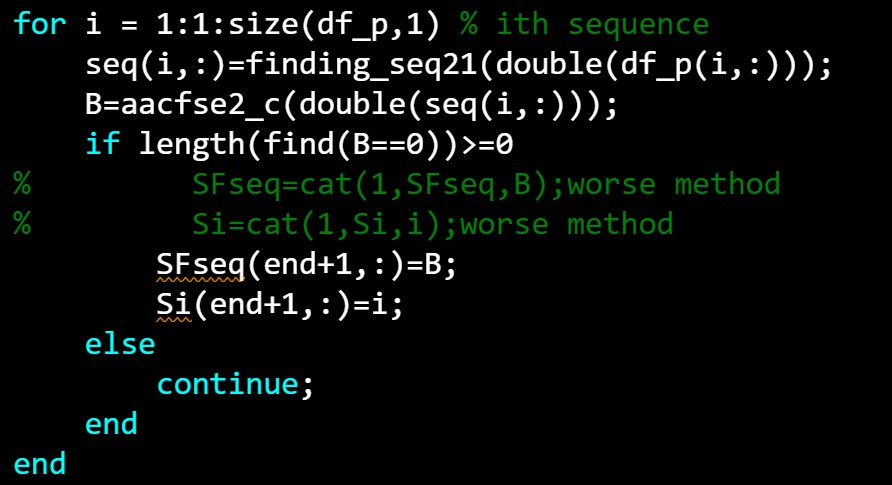 for i = 1:1:size(df_p,1) % ith sequence
    seq(i,:)=finding_seq21(double(df_p(i,:)));
    B=aacfse2_c(double(seq(i,:)));
    if length(find(B==0))>=0
%         SFseq=cat(1,SFseq,B);worse method
%         Si=cat(1,Si,i);worse method
        SFseq(end+1,:)=B;
        Si(end+1,:)=i;
    else
        continue;
    end
end